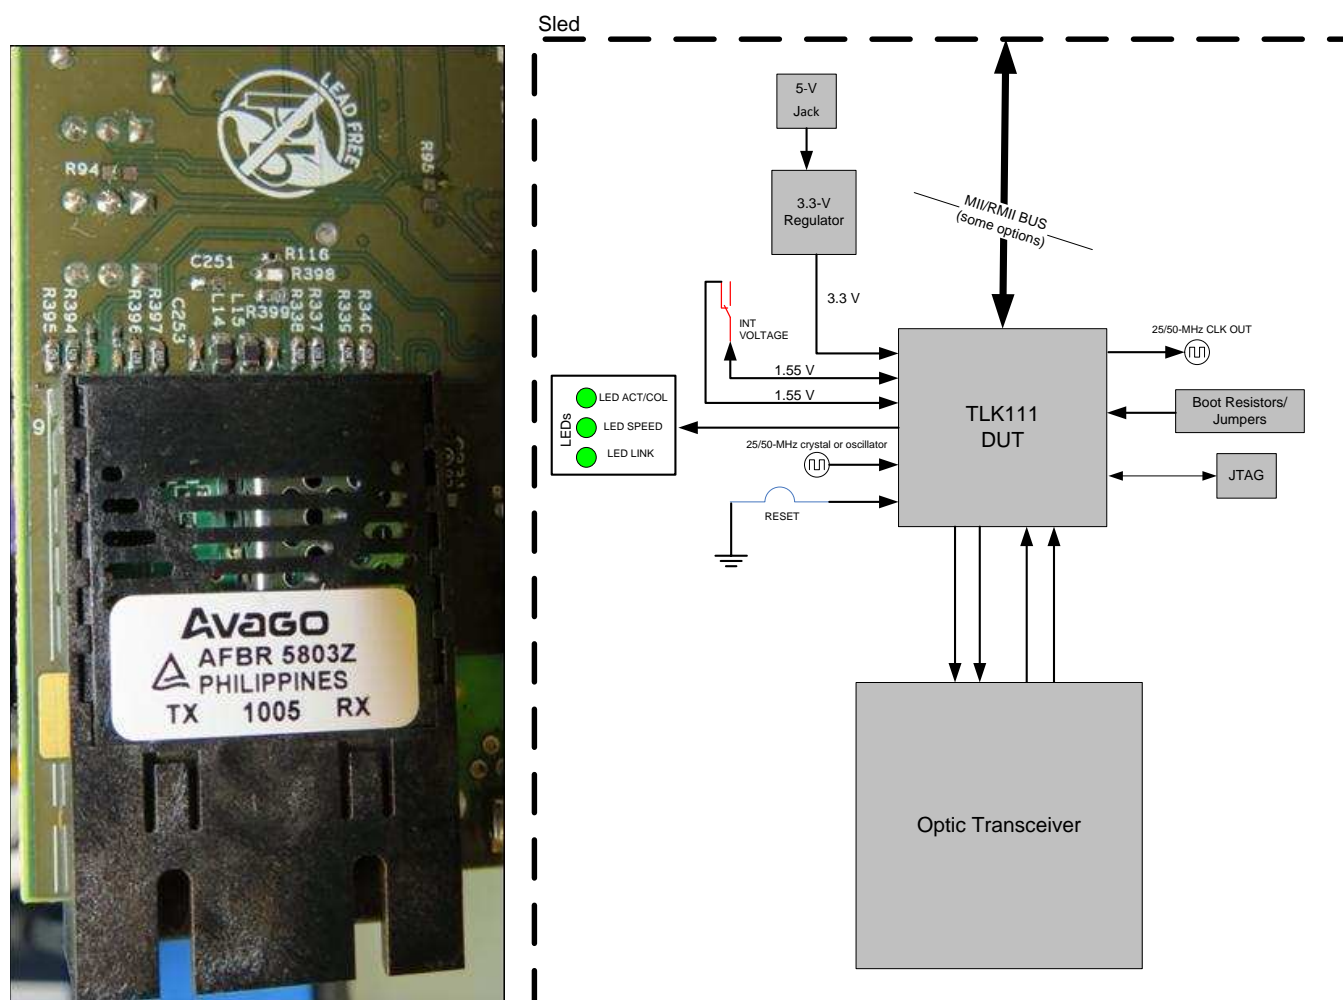 Sled
LEAD FREE
R94
R95
C251
R116
R398
R399
R395
R394
R396
R397
C253
L14
L15
R338
R337
R339
R34C
9
AVAGO
AFBR 5803Z
PHILIPPINES
TX 1005 RX
5-V
Jack
3.3-V
Regulator
MII/RMII BUS
(some options)
3.3 V
INT
VOLTAGE
1.55 V
1.55 V
25/50-MHz CLK OUT
LEDs
LED ACT/COL
LED SPEED
LED LINK
TLK111
DUT
Boot Resistors/
Jumpers
25/50-MHz crystal or oscillator
JTAG
RESET
Optic Transceiver